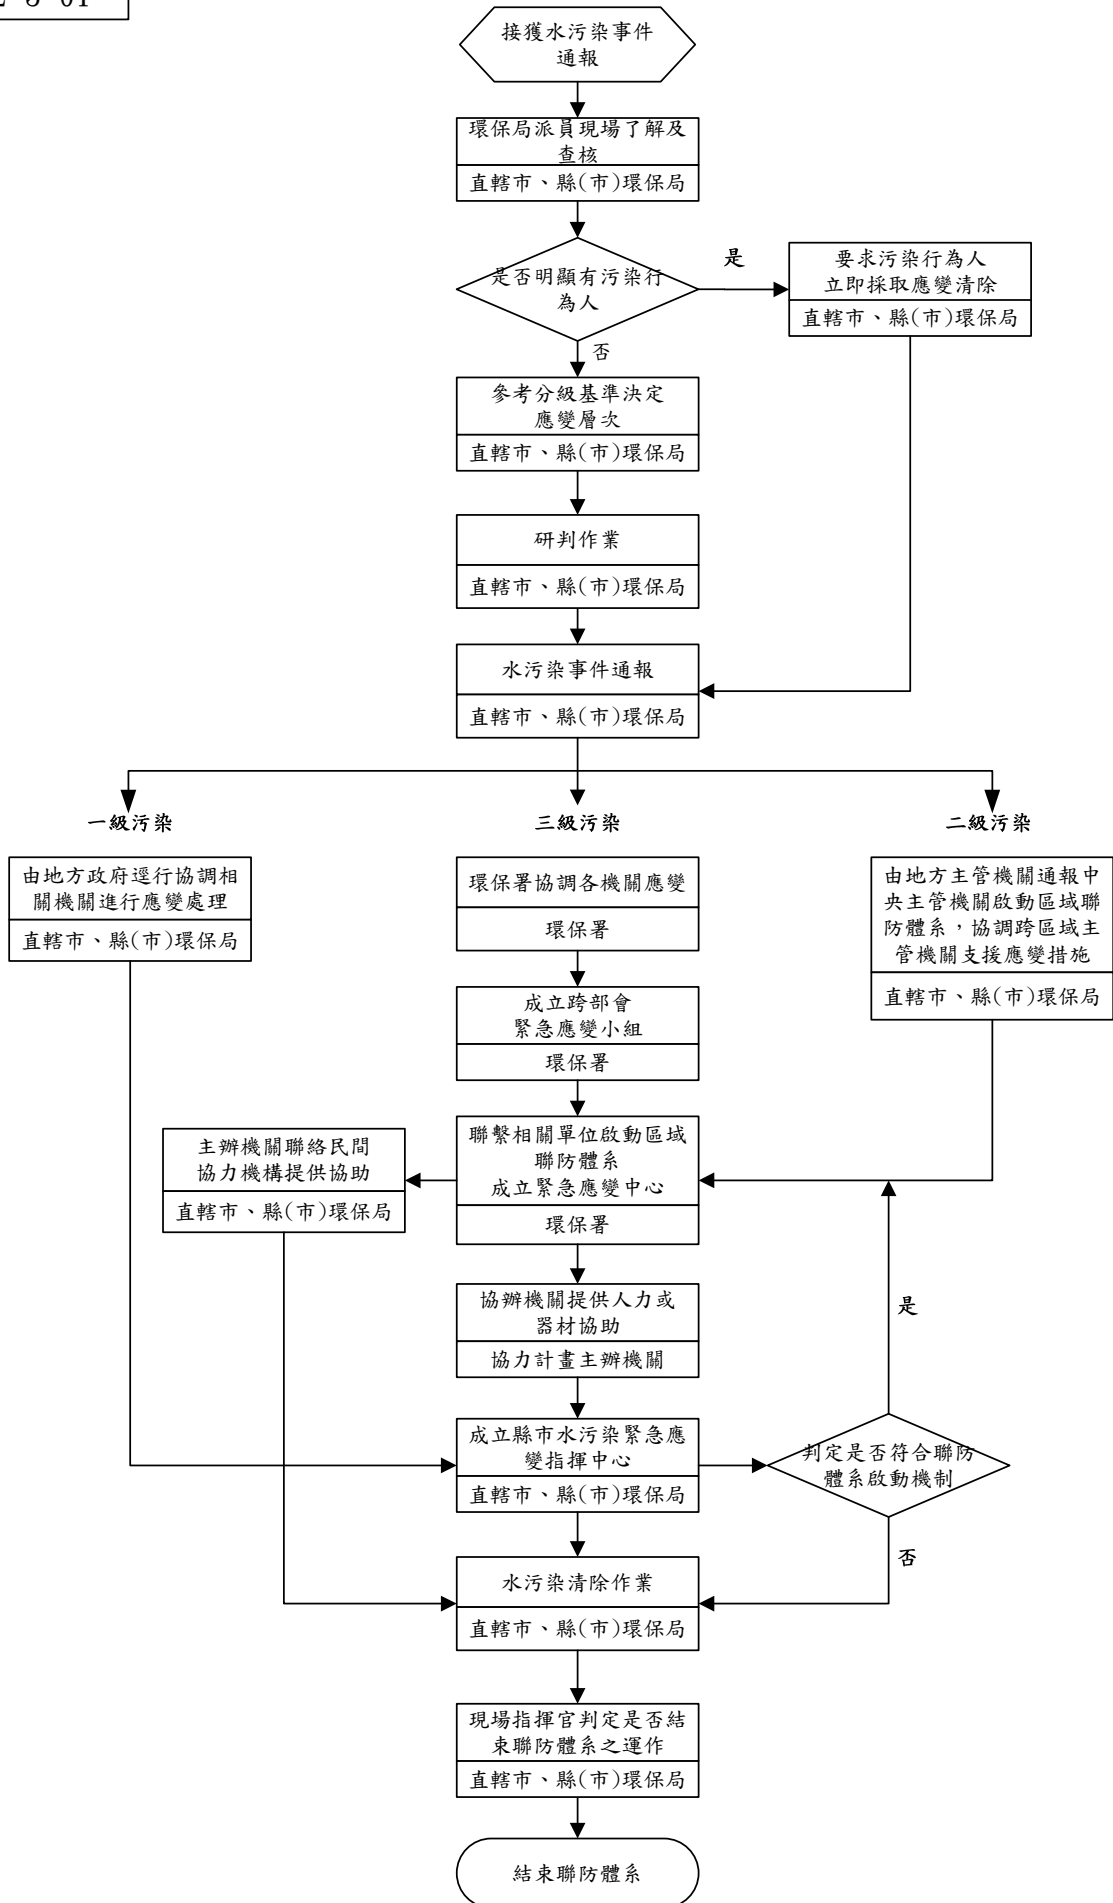 接獲水污染事件
通報
環保局派員現場了解及
查核
直轄市、縣(市)環保局
是否明顯有污染行
為人
是
要求污染行為人
立即採取應變清除
直轄市、縣(市)環保局
否
參考分級基準決定
應變層次
直轄市、縣(市)環保局
研判作業
直轄市、縣(市)環保局
水污染事件通報
直轄市、縣(市)環保局
一級污染
三級污染
二級污染
由地方政府逕行協調相
關機關進行應變處理
直轄市、縣(市)環保局
環保署協調各機關應變
環保署
由地方主管機關通報中
央主管機關啟動區域聯
防體系，協調跨區域主
管機關支援應變措施
直轄市、縣(市)環保局
成立跨部會
緊急應變小組
環保署
主辦機關聯絡民間
協力機構提供協助
直轄市、縣(市)環保局
聯繫相關單位啟動區域
聯防體系
成立緊急應變中心
環保署
協辦機關提供人力或
器材協助
協力計畫主辦機關
是
成立縣市水污染緊急應
變指揮中心
直轄市、縣(市)環保局
判定是否符合聯防
體系啟動機制
否
水污染清除作業
直轄市、縣(市)環保局
現場指揮官判定是否結
束聯防體系之運作
直轄市、縣(市)環保局
結束聯防體系